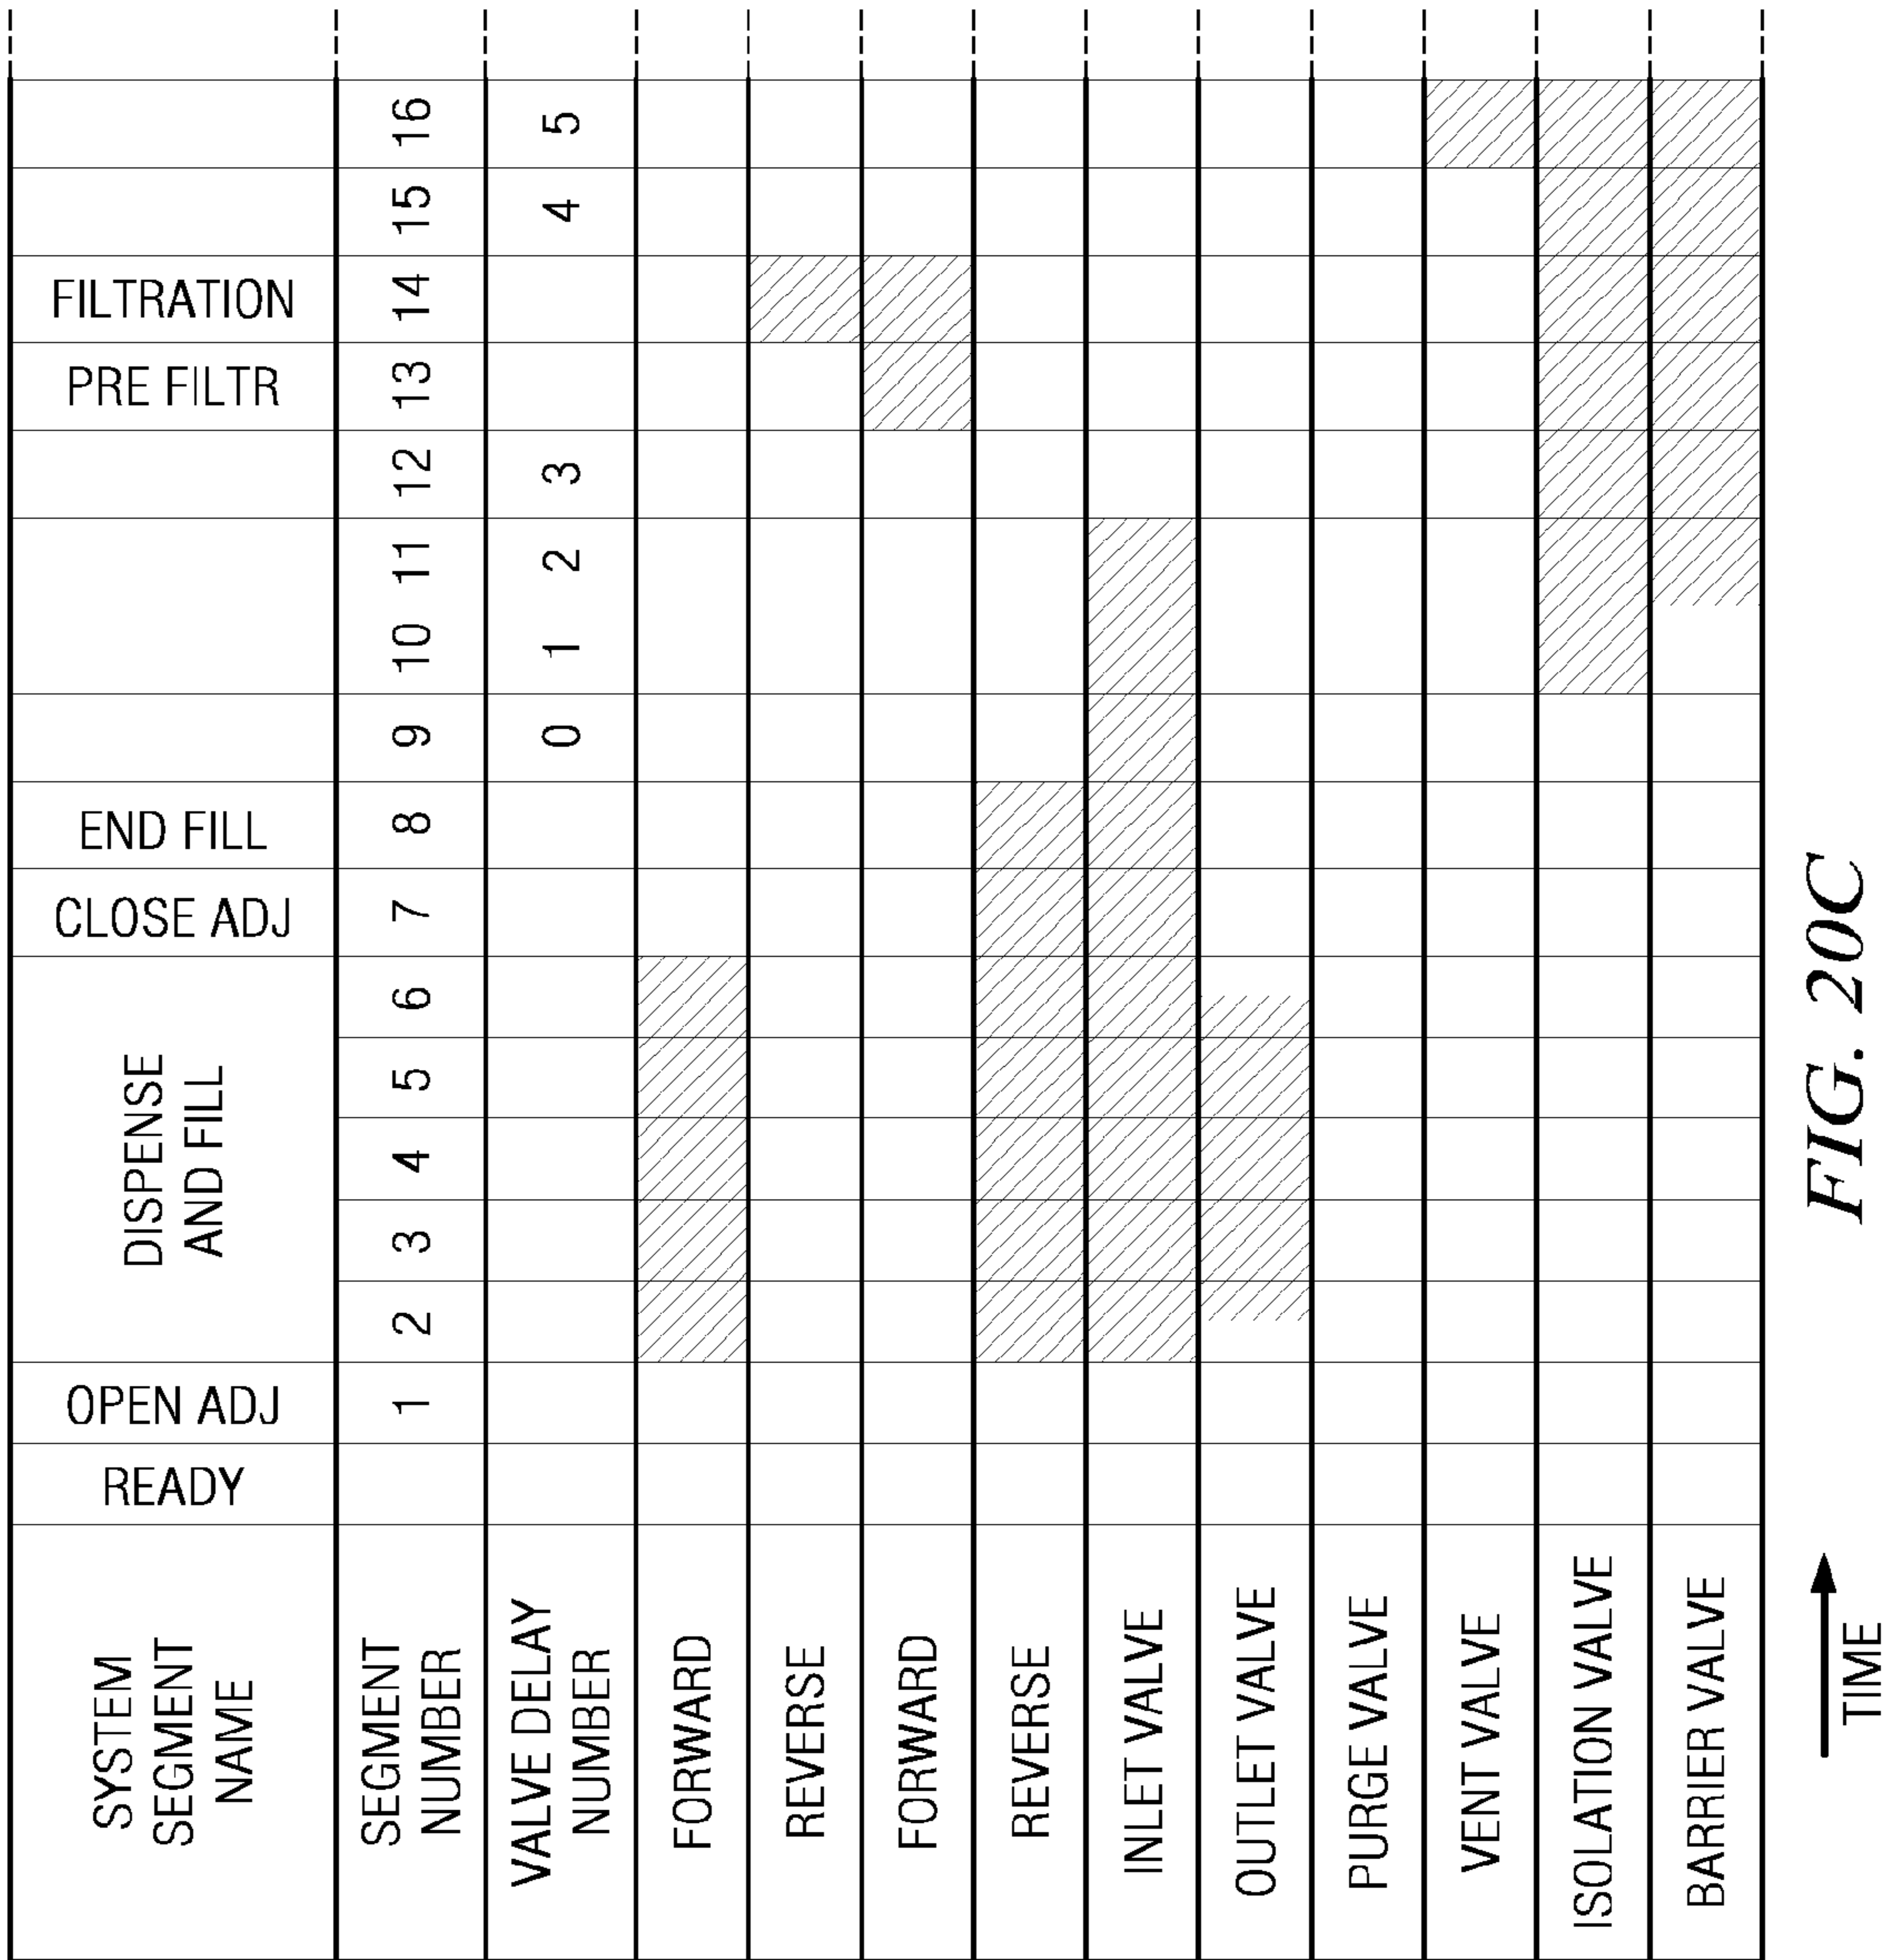 SYSTEM
SEGMENT
NAME
READY
OPEN ADJ
DISPENSE
AND FILL
CLOSE ADJ
END FILL
PRE FILTR
FILTRATION
SEGMENT
NUMBER
1 2 3 4 5 6 7 8 9 10 11 12 13 14 15 16
VALVE DELAY
NUMBER
0 1 2 3 4 5
FORWARD
REVERSE
FORWARD
REVERSE
INLET VALVE
OUTLET VALVE
PURGE VALVE
VENT VALVE
ISOLATION VALVE
BARRIER VALVE
TIME
FIG. 20C